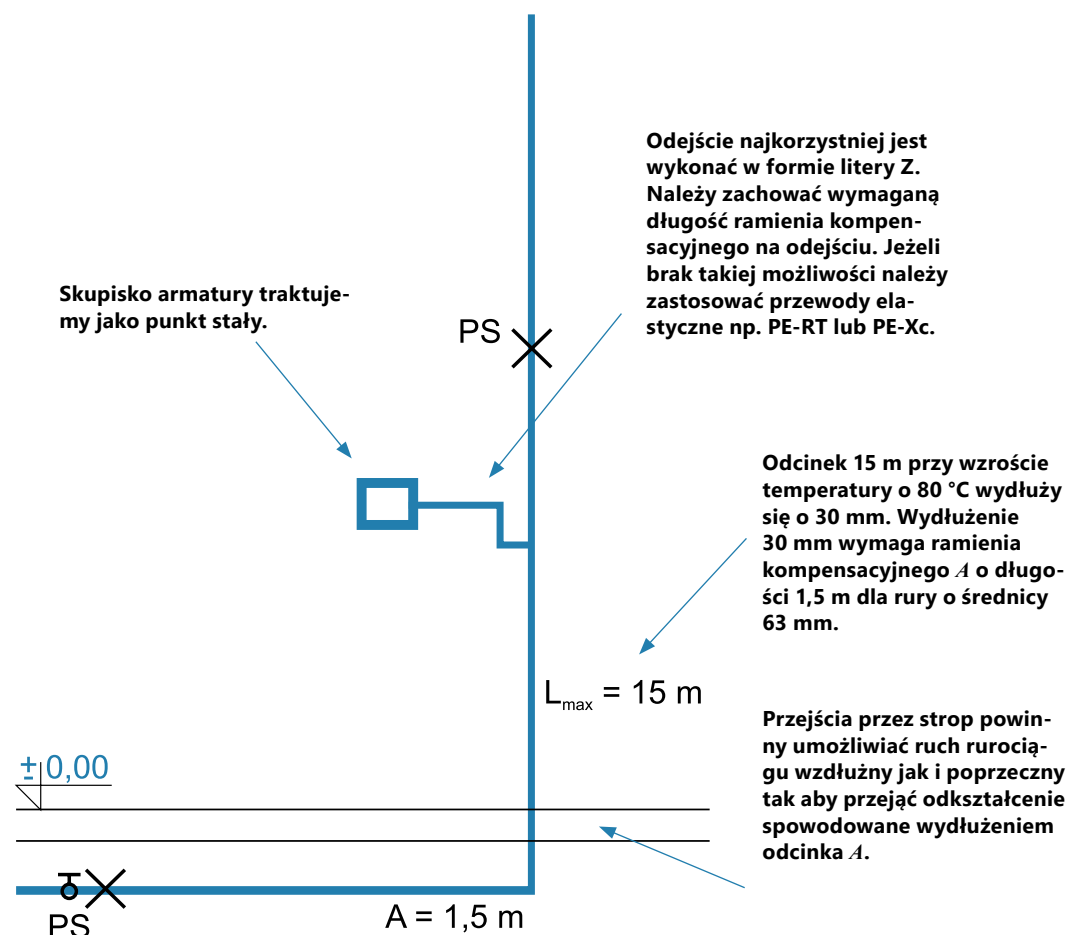 Odejście najkorzystniej jest
wykonać w formie litery Z.
Należy zachować wymaganą
długość ramienia kompen-
sacyjnego na odejściu. Jeżeli
brak takiej możliwości należy
zastosować przewody ela-
styczne np. PE-RT lub PE-Xc.
Skupisko armatury traktuje-
my jako punkt stały.
PS
Odcinek 15 m przy wzroście
temperatury o 80 °C wydłuży
się o 30 mm. Wydłużenie
30 mm wymaga ramienia
kompensacyjnego A o długo-
ści 1,5 m dla rury o średnicy
63 mm.
Lmax = 15 m
Przejścia przez strop powin-
ny umożliwiać ruch rurocią-
gu wzdłużny jak i poprzeczny
tak aby przejąć odkształcenie
spowodowane wydłużeniem
odcinka A.
±0,00
PS
A = 1,5 m